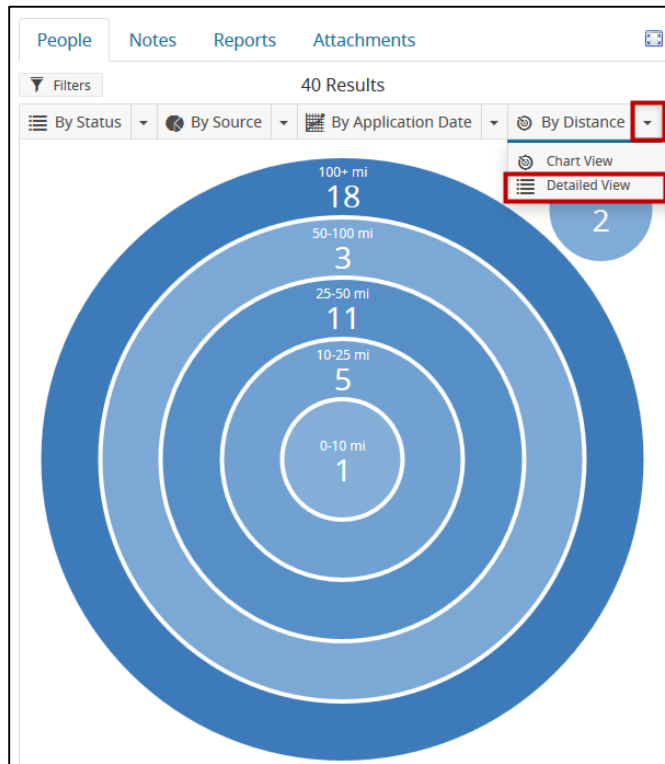 People Notes Reports Attachments
Filters 40 Results
By Status By Source By Application Date By Distance
Chart View
Detailed View
100+ mi
18
2
50-100 mi
3
25-50 mi
11
10-25 mi
5
0-10 mi
1